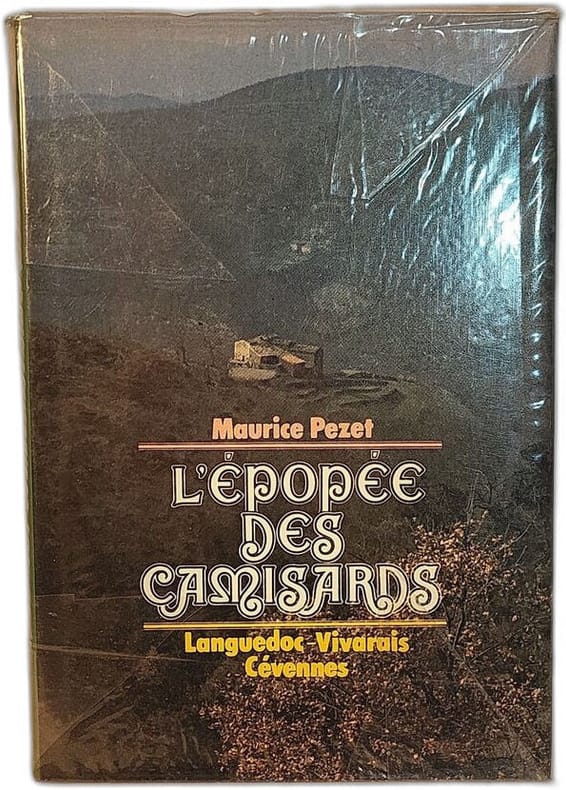 Maurice Pezet
L'ÉPOPÉE
DES
CAMISARDS
Languedoc-Vivarais
Cévennes